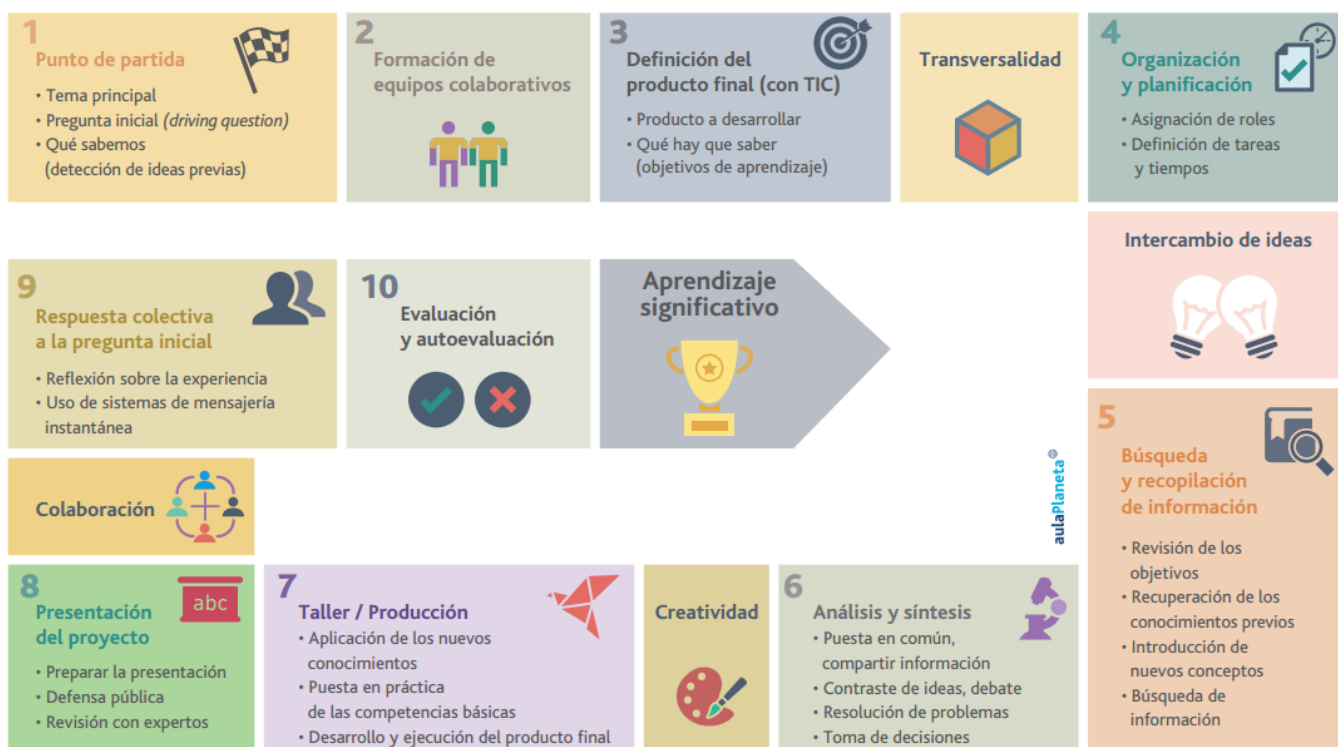 1
Punto de partida
• Tema principal
• Pregunta inicial (driving question)
• Qué sabemos
(detección de ideas previas)
2
Formación de
equipos colaborativos
3
Definición del
producto final (con TIC)
• Producto a desarrollar
• Qué hay que saber
(objetivos de aprendizaje)
Transversalidad
4
Organización
y planificación
• Asignación de roles
• Definición de tareas
y tiempos
Intercambio de ideas
5
Búsqueda
y recopilación
de información
• Revisión de los
objetivos
• Recuperación de los
conocimientos previos
• Introducción de
nuevos conceptos
• Búsqueda de
información
6
Análisis y síntesis
• Puesta en común,
compartir información
• Contraste de ideas, debate
• Resolución de problemas
• Toma de decisiones
Creatividad
7
Taller / Producción
• Aplicación de los nuevos
conocimientos
• Puesta en práctica
de las competencias básicas
• Desarrollo y ejecución del producto final
8
abc
Presentación
del proyecto
• Preparar la presentación
• Defensa pública
• Revisión con expertos
Colaboración
9
Respuesta colectiva
a la pregunta inicial
• Reflexión sobre la experiencia
• Uso de sistemas de mensajería
instantánea
10
Evaluación
y autoevaluación
Aprendizaje
significativo
aulaPlaneta